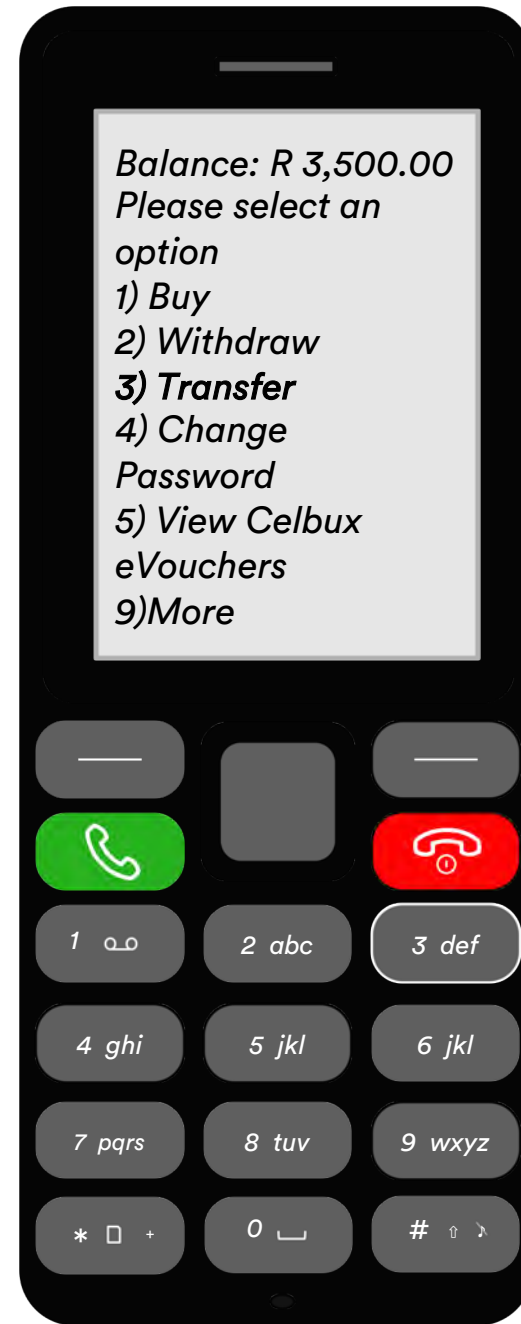 Balance: R 3,500.00
Please select an
option
1) Buy
2) Withdraw
3) Transfer
4) Change
Password
5) View Celbux
eVouchers
9)More
1
2 abc
3 def
4 ghi
5 jkl
6 jkl
7 pqrs
8 tuv
9 wxyz
* +
0
#